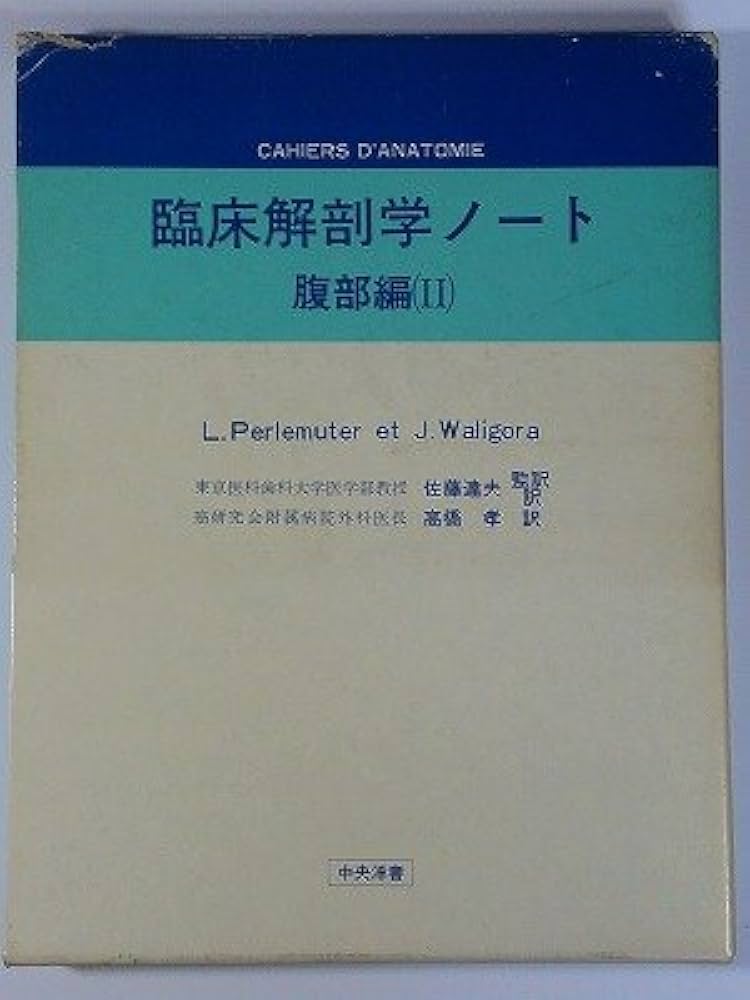 CAHIERS D'ANATOMIE
臨床解剖学ノート
腹部編(II)
L.Perlemuter et J.Waligora
東京医科歯科大学医学部教授 佐藤達夫 監訳 訳
癌研究会附属病院外科医長 高橋 孝 訳
中央洋書